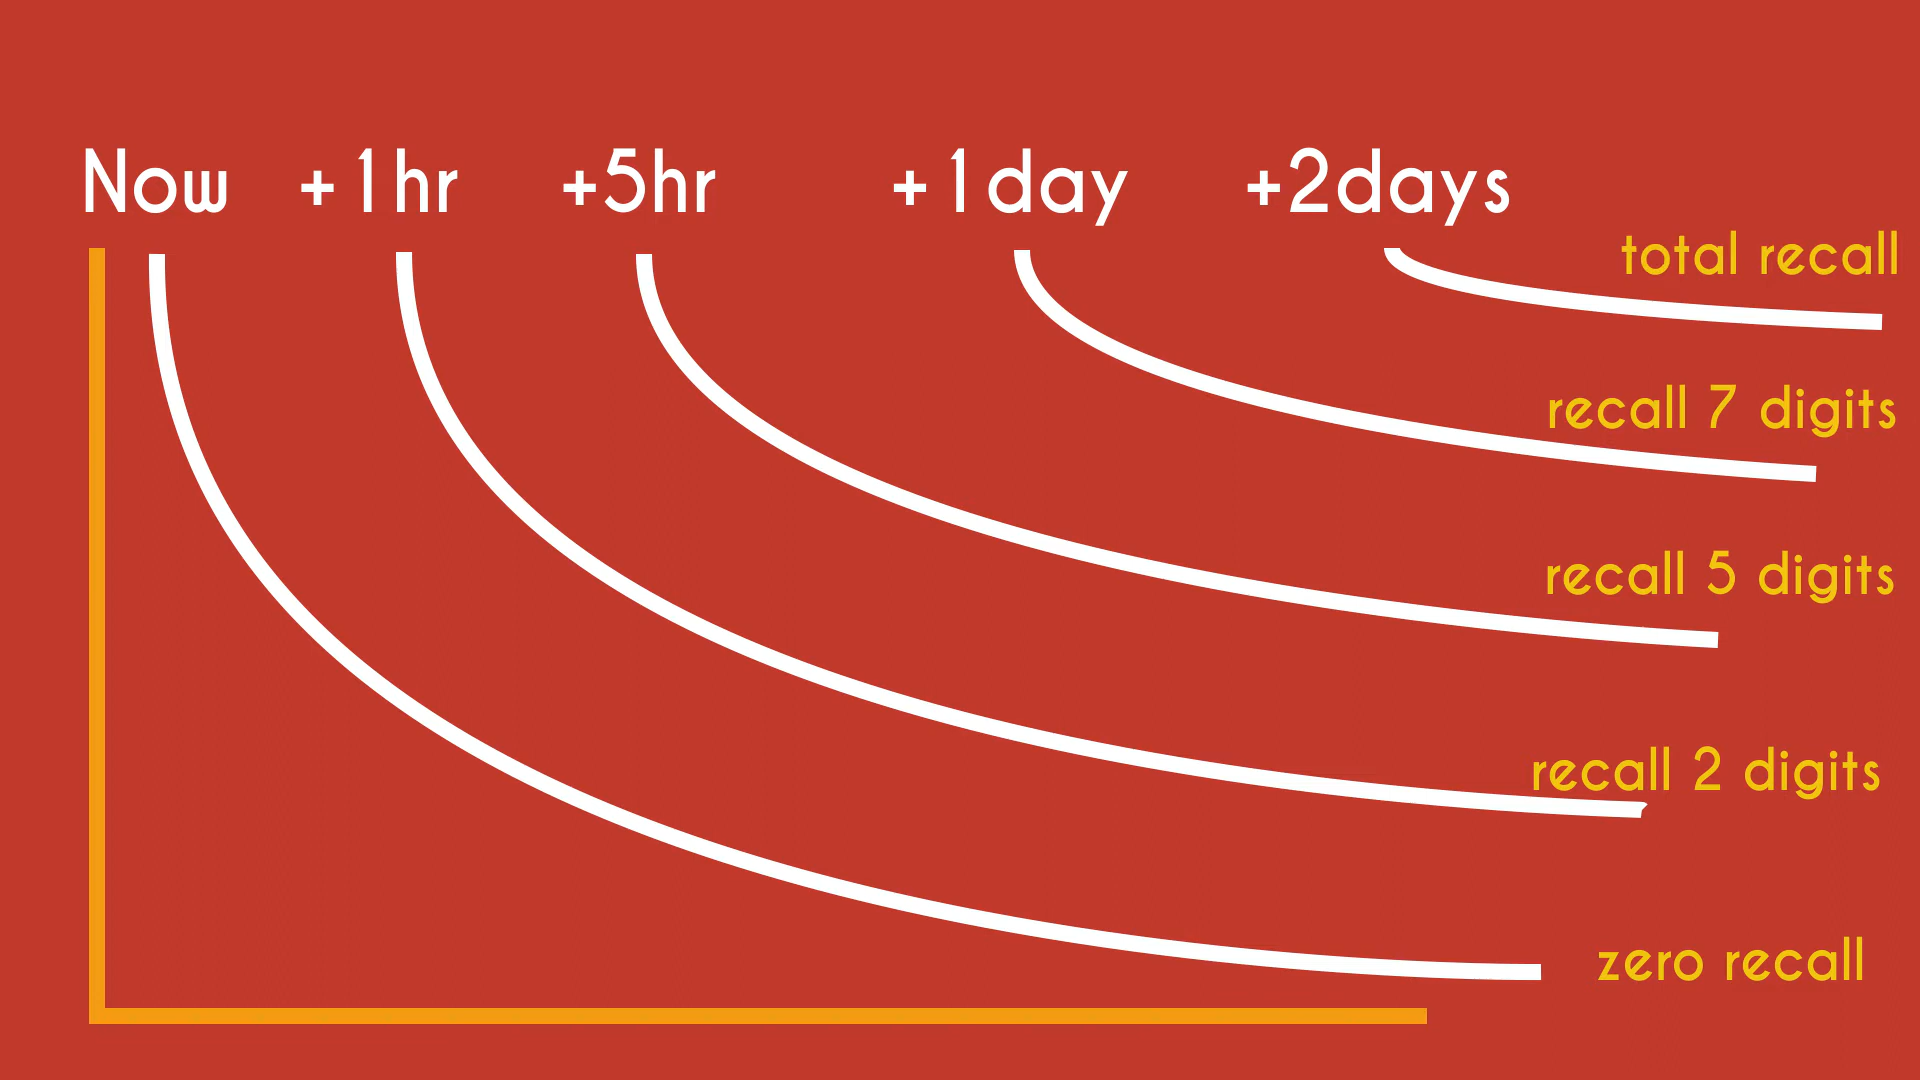 Now +1hr +5hr +1day +2days
total recall
recall 7 digits
recall 5 digits
recall 2 digits
zero recall